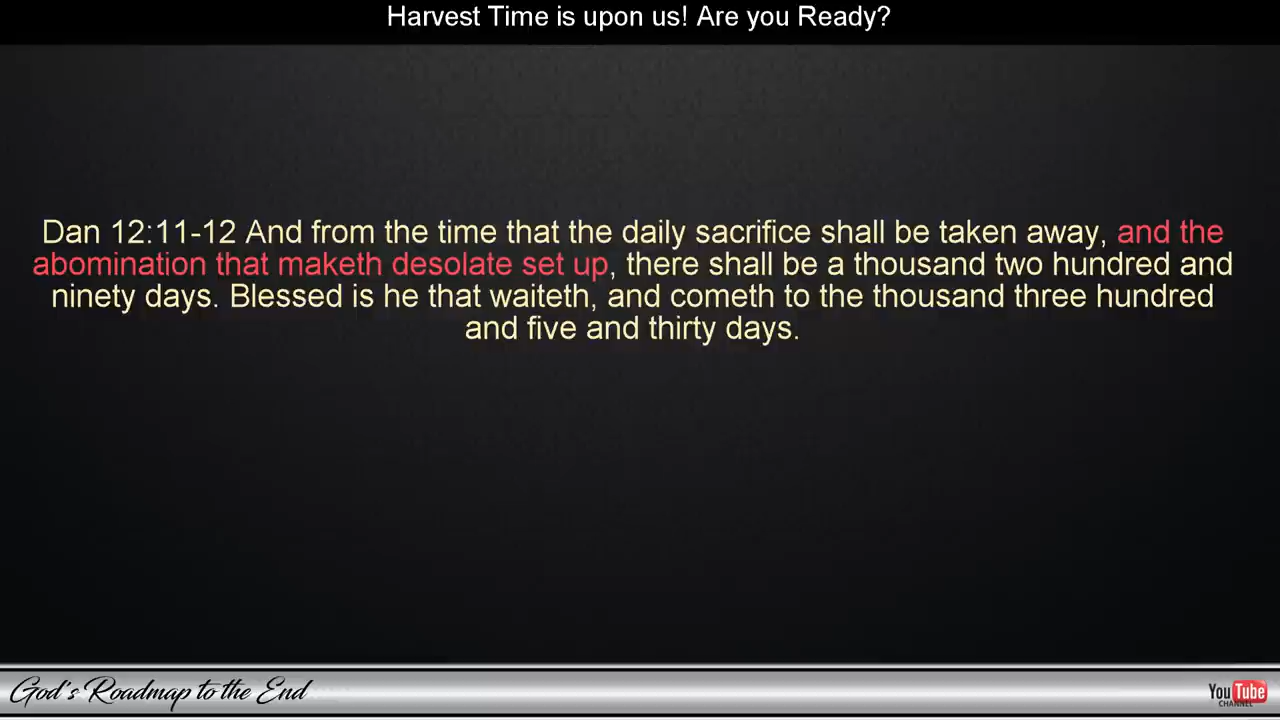 Harvest Time is upon us! Are you Ready?
Dan 12:11-12 And from the time that the daily sacrifice shall be taken away, and the
abomination that maketh desolate set up, there shall be a thousand two hundred and
ninety days. Blessed is he that waiteth, and cometh to the thousand three hundred
and five and thirty days.
God's Roadmap to the End
YouTube
CHANNEL